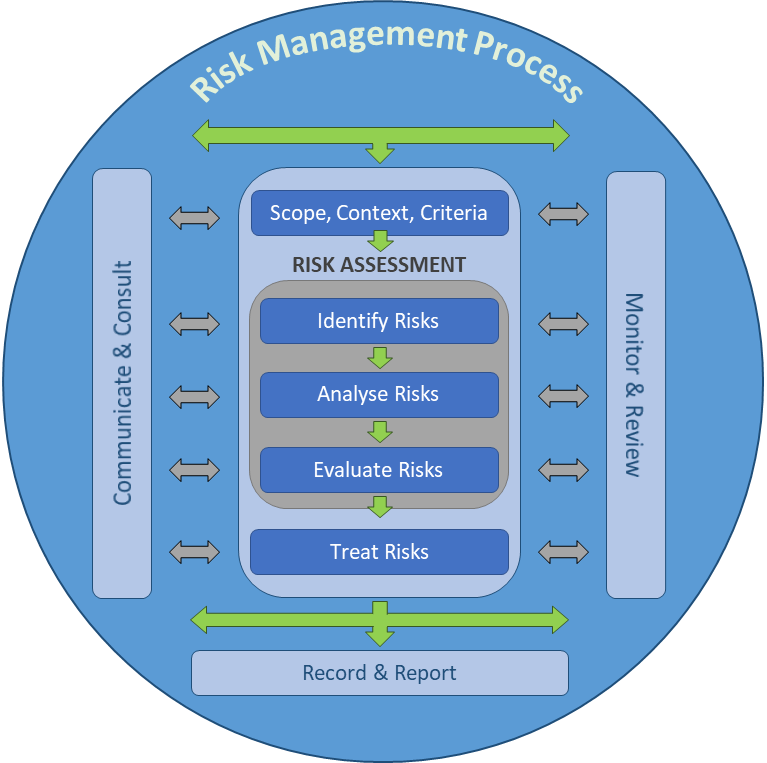 Risk Management Process
Scope, Context, Criteria
RISK ASSESSMENT
Identify Risks
Analyse Risks
Evaluate Risks
Treat Risks
Communicate & Consult
Monitor & Review
Record & Report